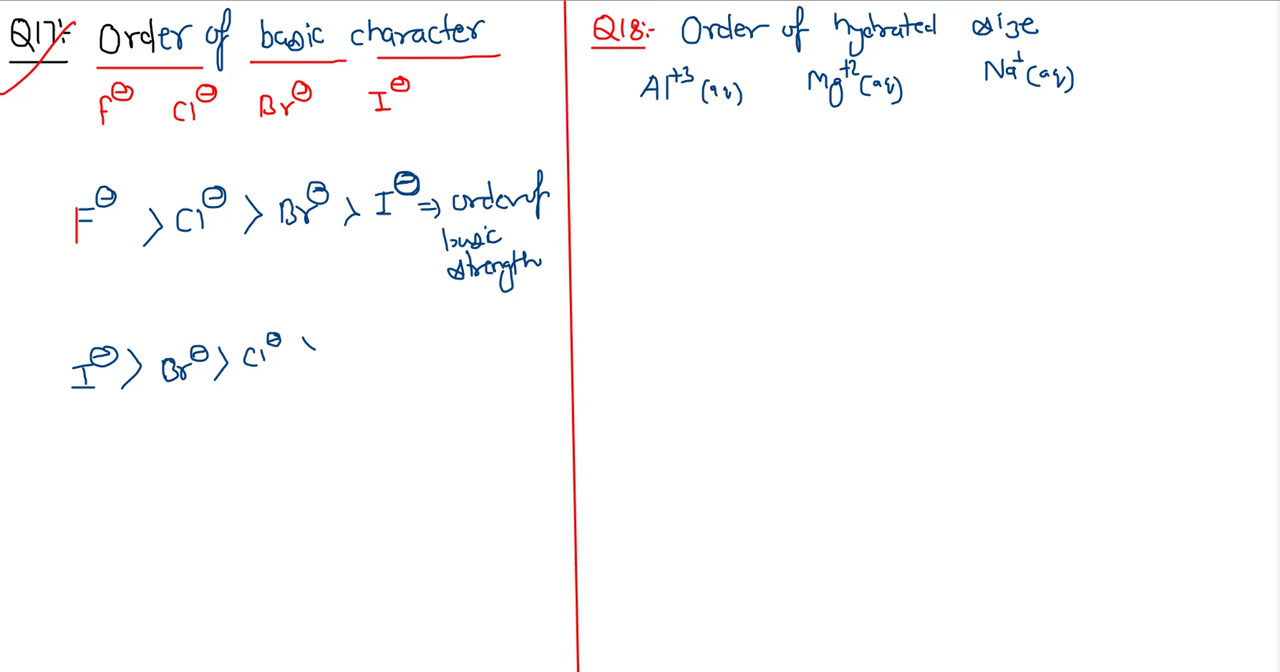 Q17:- Order of basic character
F⊖ Cl⊖ Br⊖ I⊖
F⊖ > Cl⊖ > Br⊖ > I⊖ ⇒ order of
basic
strength
I⊖ > Br⊖ > Cl⊖ \
Q18:- Order of hydrated size
Al⁺³(aq) Mg⁺²(aq) Na⁺(aq)